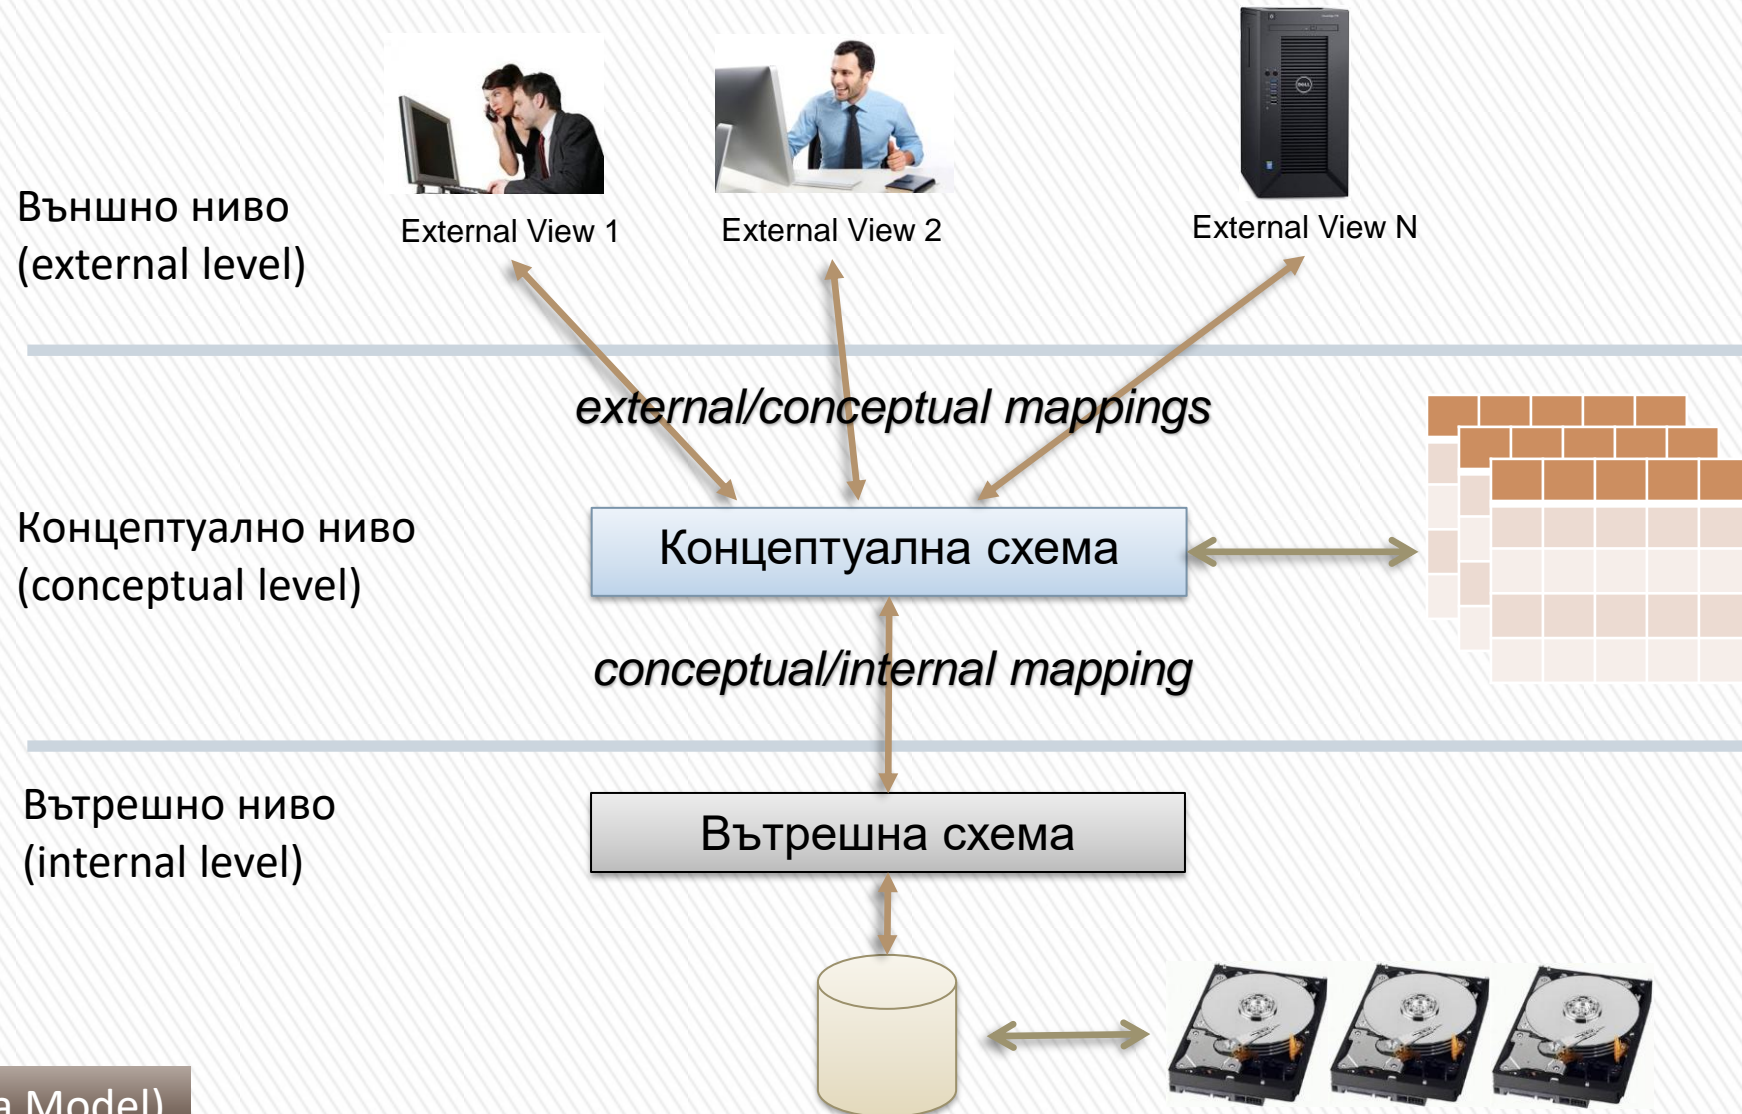 External View 1
External View 2
External View N
Външно ниво
(external level)
external/conceptual mappings
Концептуално ниво
(conceptual level)
Концептуална схема
conceptual/internal mapping
Вътрешно ниво
(internal level)
Вътрешна схема
Model)